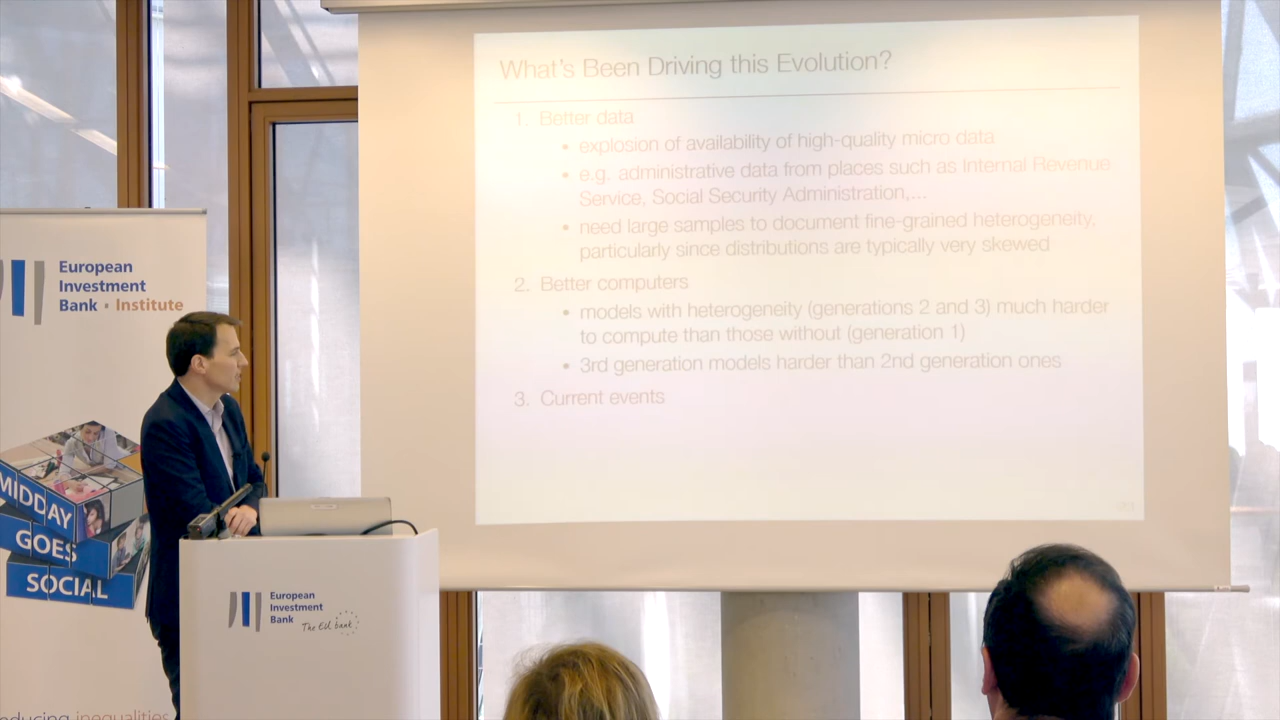 What's Been Driving this Evolution?
1. Better data
• explosion of availability of high-quality micro data
• e.g. administrative data from places such as Internal Revenue
Service, Social Security Administration,...
• need large samples to document fine-grained heterogeneity,
particularly since distributions are typically very skewed
2. Better computers
• models with heterogeneity (generations 2 and 3) much harder
to compute than those without (generation 1)
• 3rd generation models harder than 2nd generation ones
3. Current events
European
Investment
Bank • Institute
MIDDAY
GOES
SOCIAL
inequalities
European
Investment
Bank
The EU bank